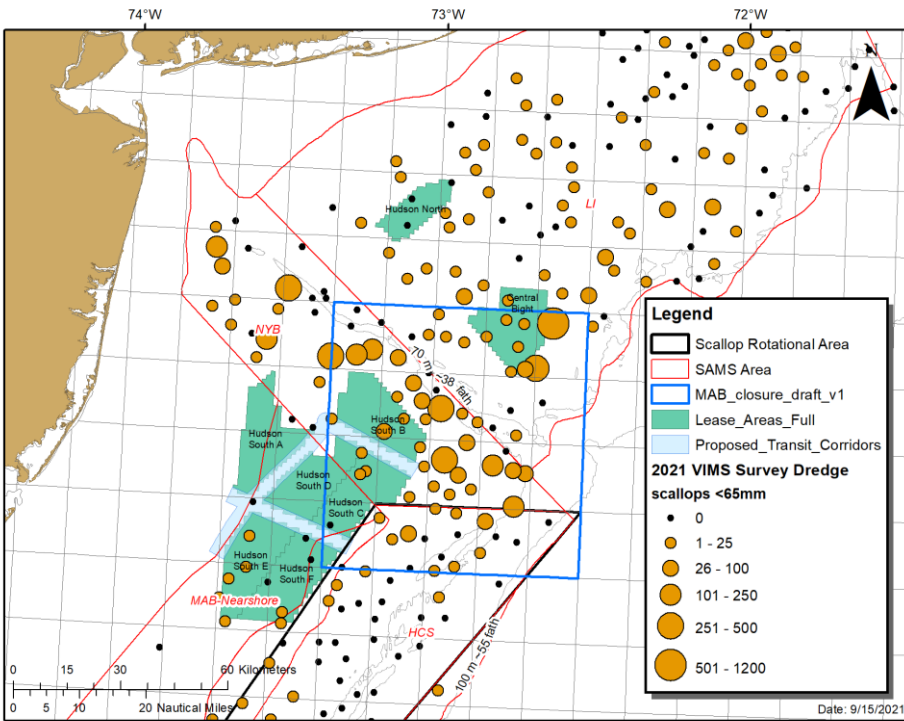 74°W
73°W
72°W
N
Hudson North
LI
Central
Bight
NYB
70 m ~38 fath
Hudson
South A
Hudson
South B
Hudson
South D
Hudson
South C
Hudson
South E
Hudson
South F
MAB-Nearshore
HCS
100 m ~55 fath
Legend
Scallop Rotational Area
SAMS Area
MAB_closure_draft_v1
Lease_Areas_Full
Proposed_Transit_Corridors
2021 VIMS Survey Dredge
scallops <65mm
0
1 - 25
26 - 100
101 - 250
251 - 500
501 - 1200
0 15 30 60 Kilometers
0 5 10 20 Nautical Miles
Date: 9/15/2021